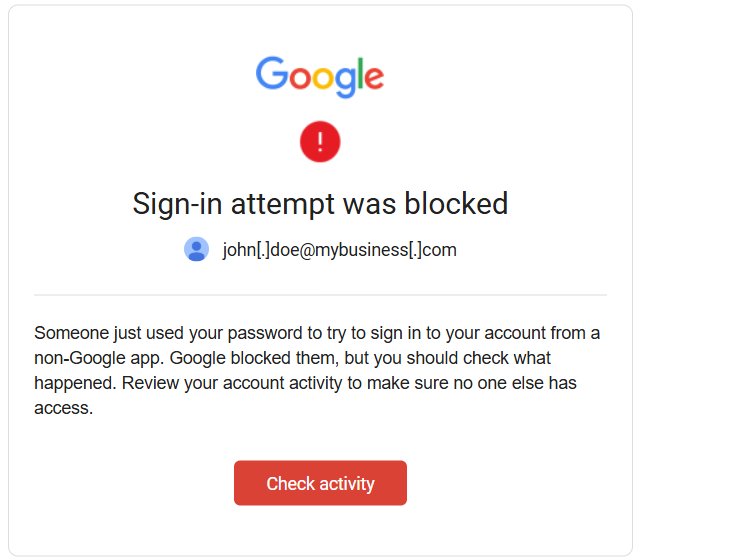 Google
!
Sign-in attempt was blocked
john[.]doe@mybusiness[.]com
Someone just used your password to try to sign in to your account from a
non-Google app. Google blocked them, but you should check what
happened. Review your account activity to make sure no one else has
access.
Check activity